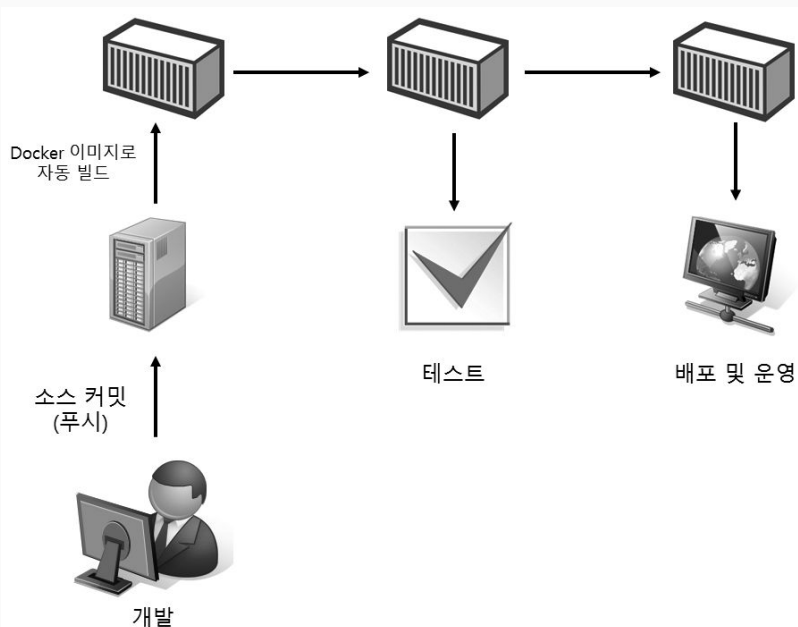 Docker 이미지로
자동 빌드
소스 커밋
(푸시)
개발
테스트
배포 및 운영